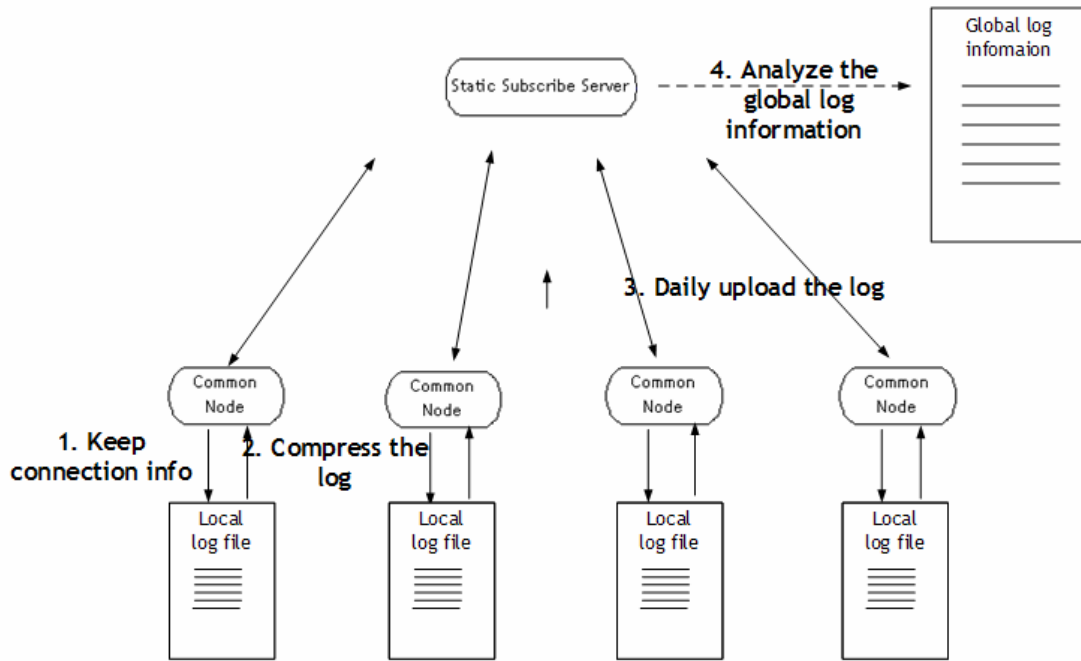 Global log
infomaion
Static Subscribe Server
4. Analyze the
global log
information
3. Daily upload the log
Common
Node
Common
Node
Common
Node
Common
Node
1. Keep
connection info
2. Compress the
log
Local
log file
Local
log file
Local
log file
Local
log file